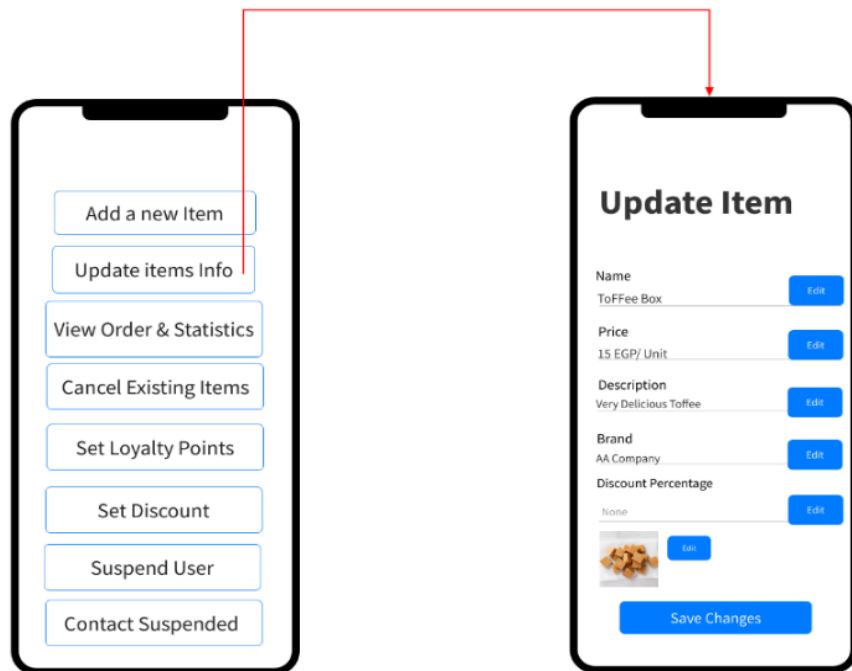 Add a new Item
Update items Info
View Order & Statistics
Cancel Existing Items
Set Loyalty Points
Set Discount
Suspend User
Contact Suspended
Update Item
Name
ToFFee Box
Edit
Price
15 EGP/ Unit
Edit
Description
Very Delicious Toffee
Edit
Brand
AA Company
Edit
Discount Percentage
None
Edit
Edit
Save Changes